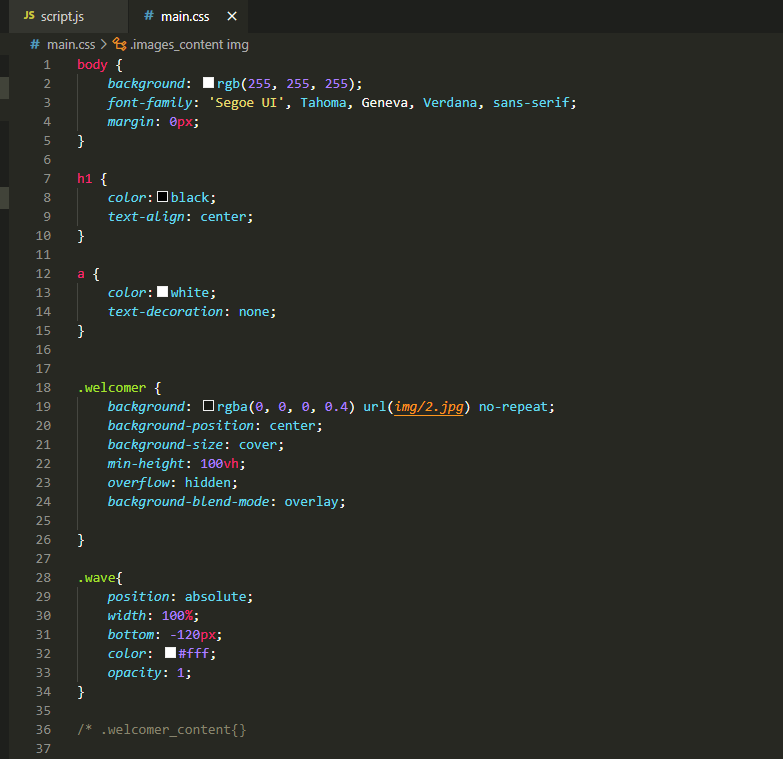 JS script.js # main.css ×
# main.css > .images_content img
1 body {
2 background: rgb(255, 255, 255);
3 font-family: 'Segoe UI', Tahoma, Geneva, Verdana, sans-serif;
4 margin: 0px;
5 }
6
7 h1 {
8 color: black;
9 text-align: center;
10 }
11
12 a {
13 color: white;
14 text-decoration: none;
15 }
16
17
18 .welcomer {
19 background: rgba(0, 0, 0, 0.4) url(img/2.jpg) no-repeat;
20 background-position: center;
21 background-size: cover;
22 min-height: 100vh;
23 overflow: hidden;
24 background-blend-mode: overlay;
25
26 }
27
28 .wave{
29 position: absolute;
30 width: 100%;
31 bottom: -120px;
32 color: #fff;
33 opacity: 1;
34 }
35
36 /* .welcomer_content{}
37